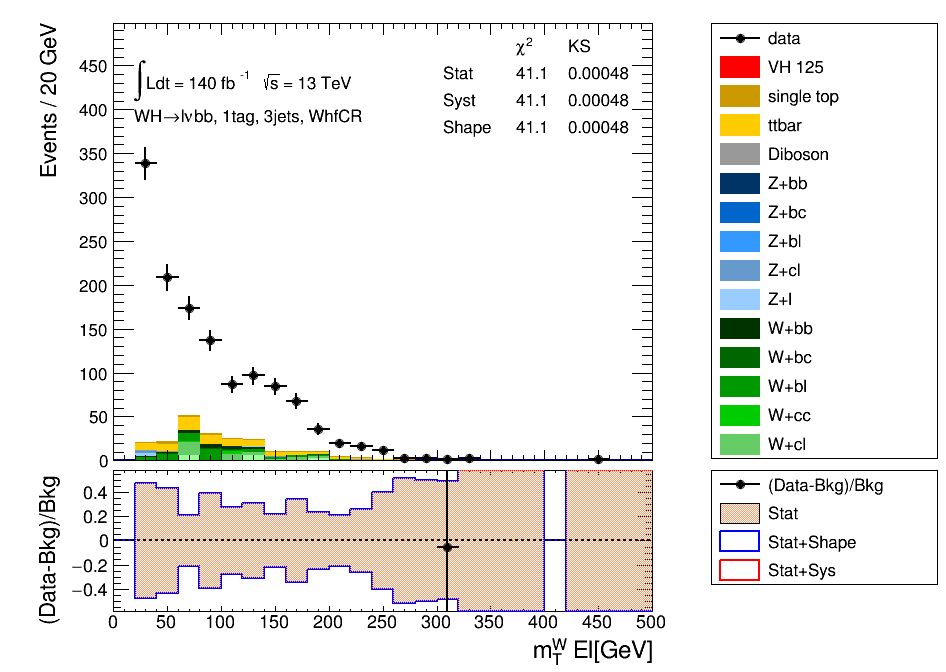 Events / 20 GeV
450
400
350
300
250
200
150
100
50
0
∫Ldt = 140 fb⁻¹ √s = 13 TeV
WH→lνbb, 1tag, 3jets, WhfCR
χ² KS
Stat 41.1 0.00048
Syst 41.1 0.00048
Shape 41.1 0.00048
data
VH 125
single top
ttbar
Diboson
Z+bb
Z+bc
Z+bl
Z+cl
Z+l
W+bb
W+bc
W+bl
W+cc
W+cl
(Data-Bkg)/Bkg
0.4
0.2
0
−0.2
−0.4
0 50 100 150 200 250 300 350 400 450 500
m_T^W El[GeV]
(Data-Bkg)/Bkg
Stat
Stat+Shape
Stat+Sys